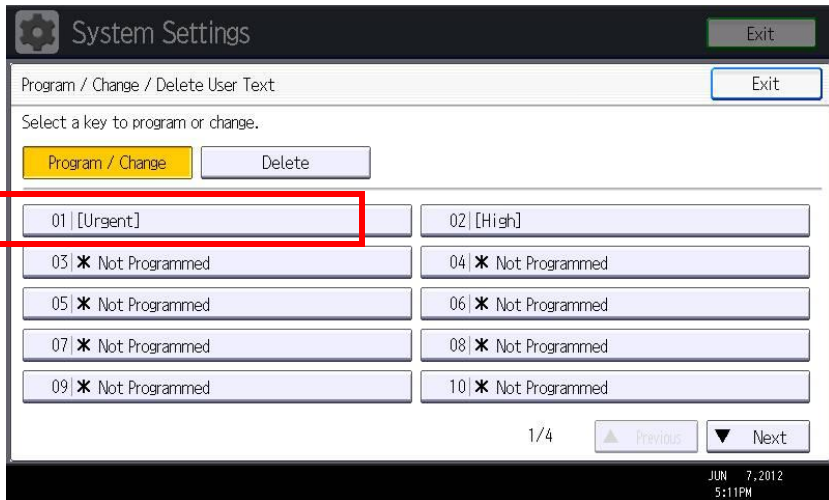 System Settings
Exit
Program / Change / Delete User Text
Exit
Select a key to program or change.
Program / Change
Delete
01 [Urgent]
02 [High]
03 * Not Programmed
04 * Not Programmed
05 * Not Programmed
06 * Not Programmed
07 * Not Programmed
08 * Not Programmed
09 * Not Programmed
10 * Not Programmed
1/4
▲ Previous
▼ Next
JUN 7,2012
5:11PM